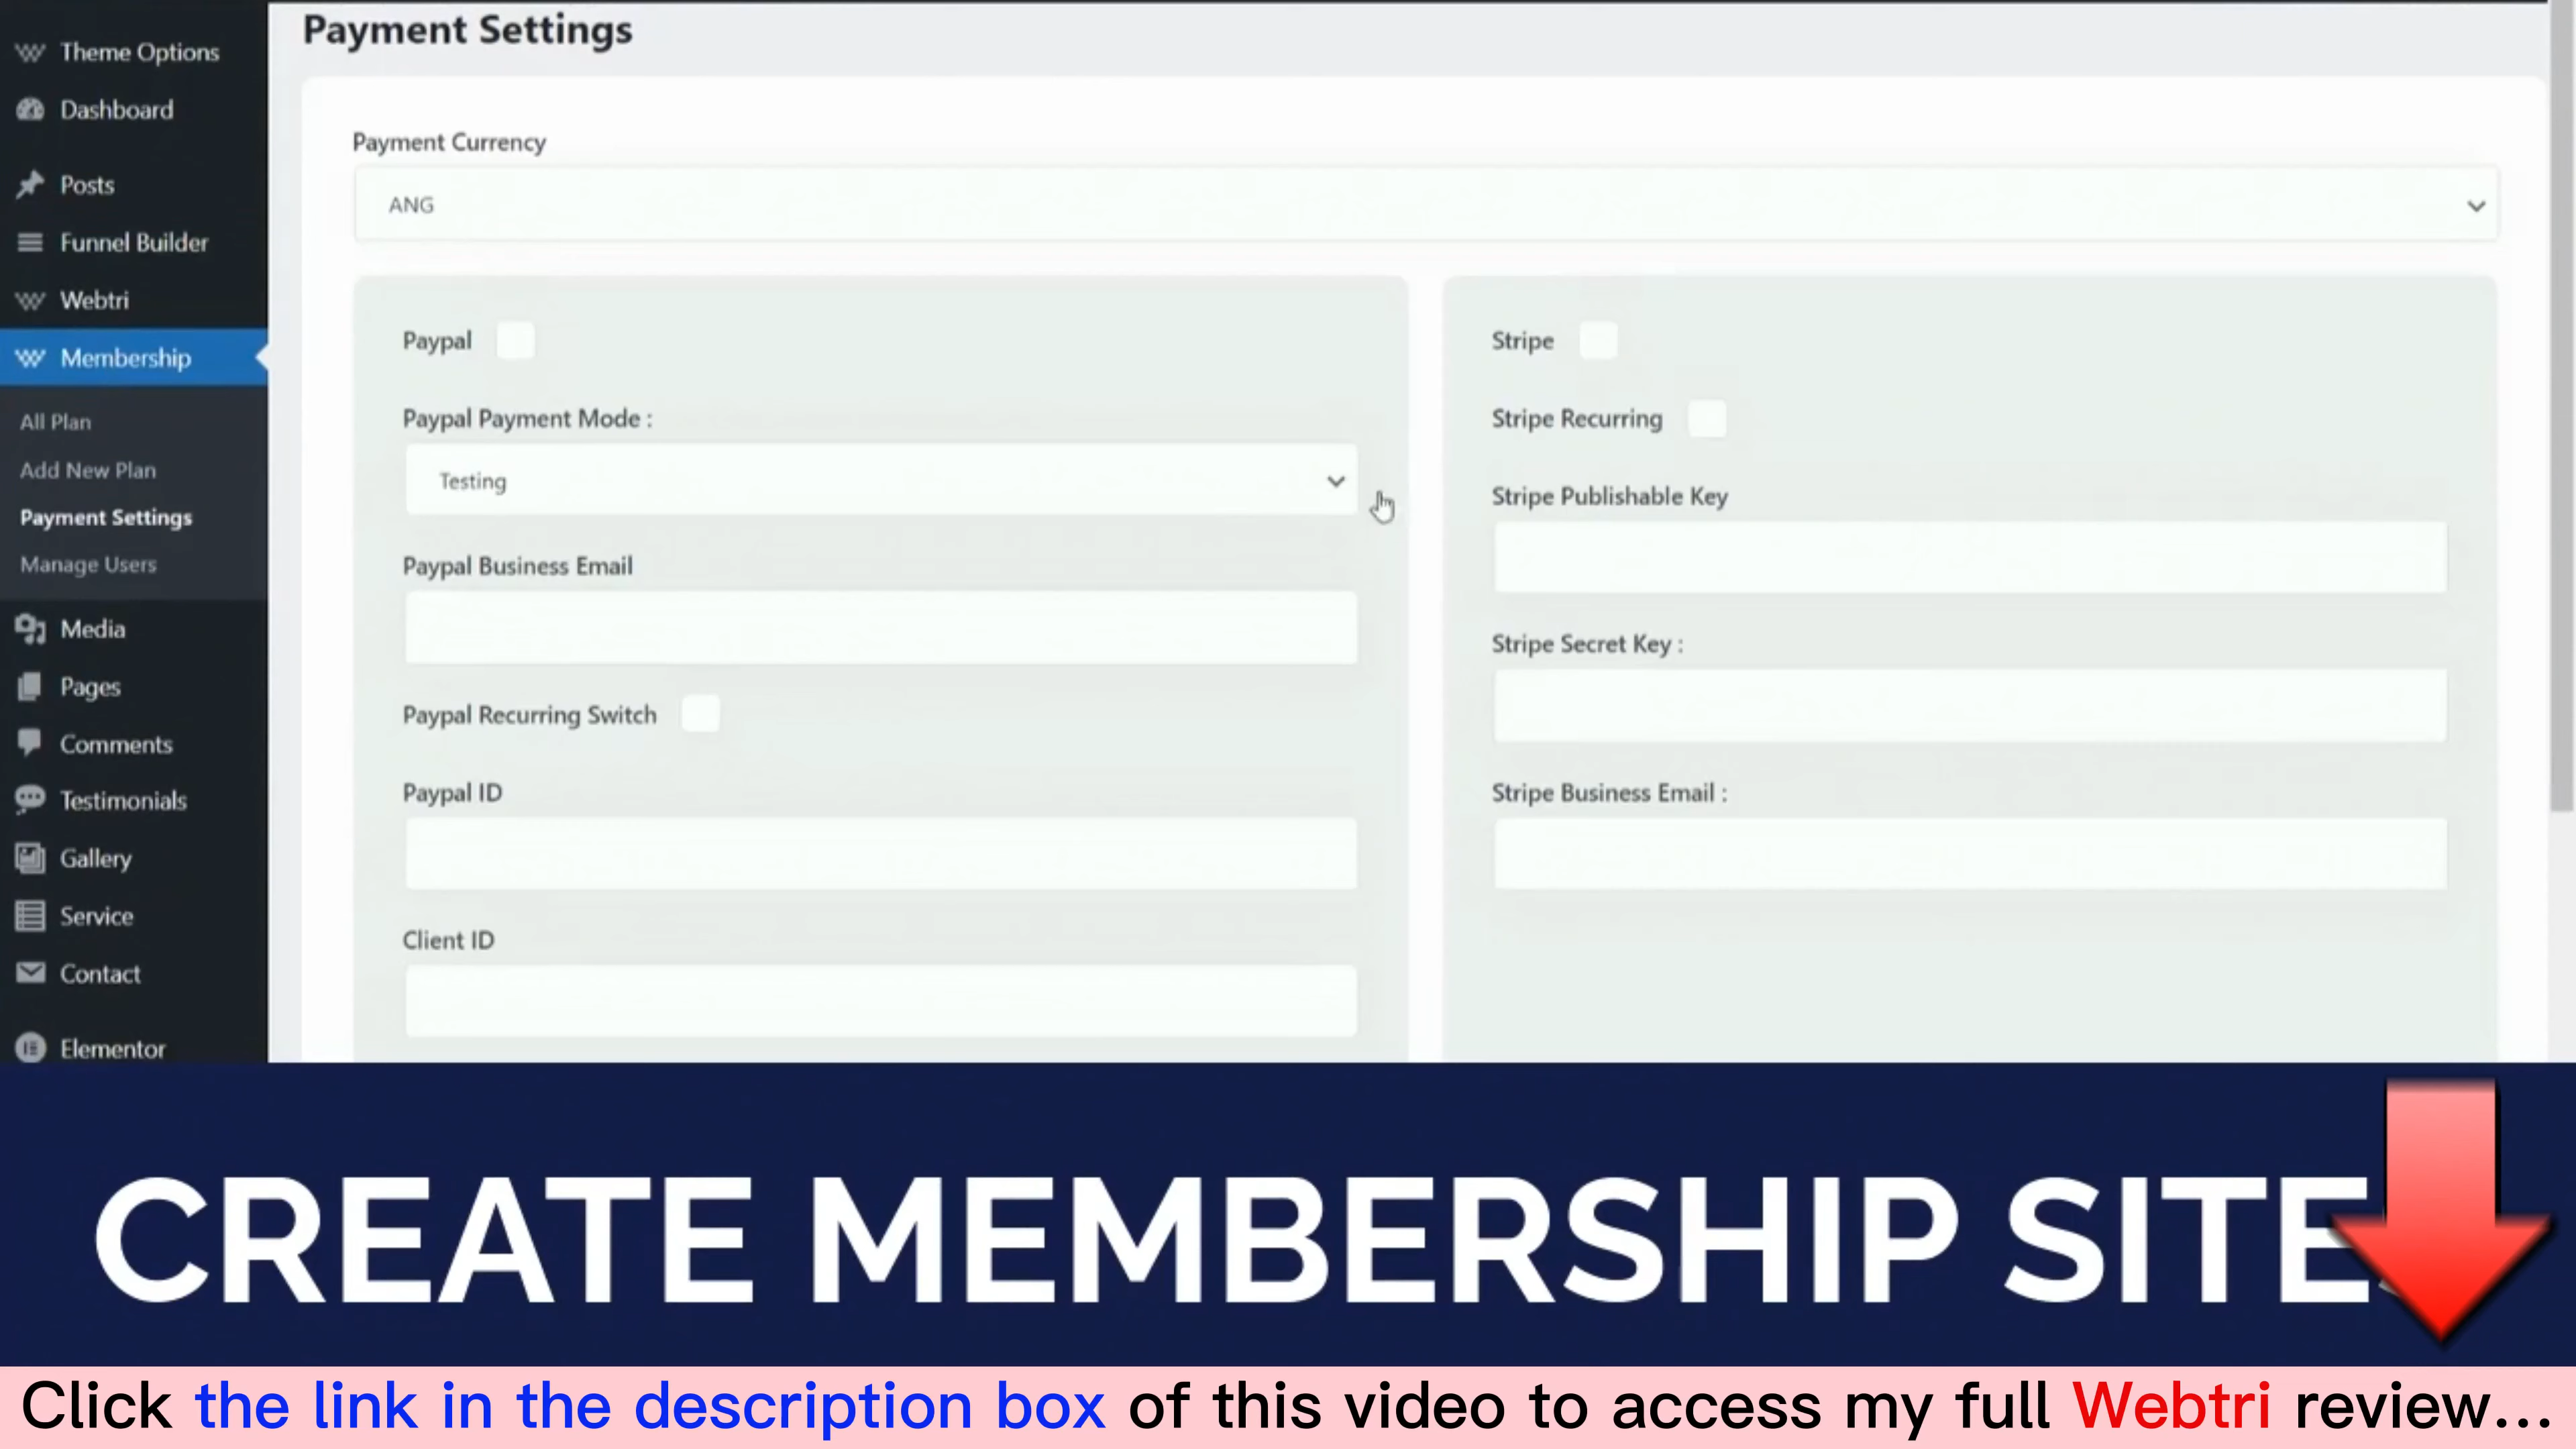 Payment Settings
Theme Options
Dashboard
Posts
Funnel Builder
Webtri
Membership
All Plan
Add New Plan
Payment Settings
Manage Users
Media
Pages
Comments
Testimonials
Gallery
Service
Contact
Elementor
Payment Currency
ANG
Paypal
Paypal Payment Mode :
Testing
Paypal Business Email
Paypal Recurring Switch
Paypal ID
Client ID
Stripe
Stripe Recurring
Stripe Publishable Key
Stripe Secret Key :
Stripe Business Email :
CREATE MEMBERSHIP SITES
Click the link in the description box of this video to access my full Webtri review...